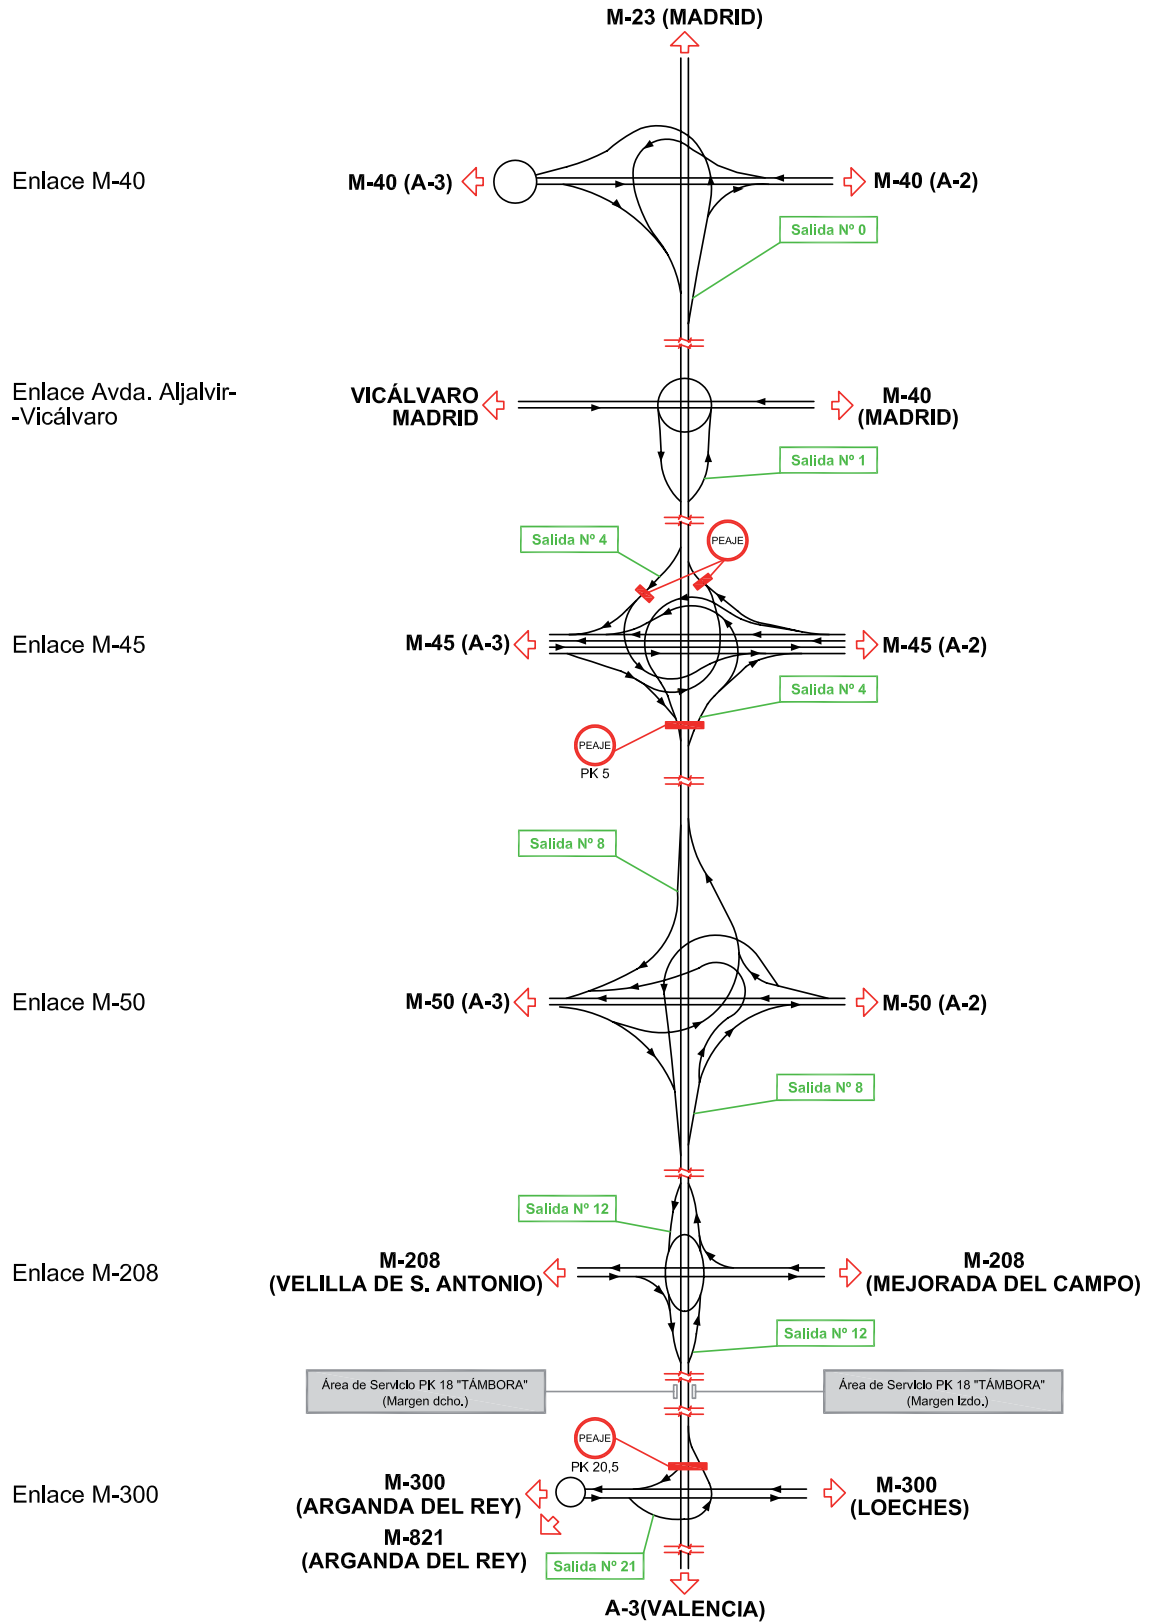 M-23 (MADRID)
Enlace M-40
M-40 (A-3)
M-40 (A-2)
Salida Nº 0
Enlace Avda. Aljalvir-
-Vicálvaro
VICÁLVARO
MADRID
M-40
(MADRID)
Salida Nº 1
Salida Nº 4
PEAJE
Enlace M-45
M-45 (A-3)
M-45 (A-2)
Salida Nº 4
PEAJE
PK 5
Salida Nº 8
Enlace M-50
M-50 (A-3)
M-50 (A-2)
Salida Nº 8
Salida Nº 12
Enlace M-208
M-208
(VELILLA DE S. ANTONIO)
M-208
(MEJORADA DEL CAMPO)
Salida Nº 12
Área de Servicio PK 18 "TÁMBORA"
(Margen dcho.)
Área de Servicio PK 18 "TÁMBORA"
(Margen Izdo.)
PEAJE
PK 20,5
Enlace M-300
M-300
(ARGANDA DEL REY)
M-300
(LOECHES)
M-821
(ARGANDA DEL REY)
Salida Nº 21
A-3(VALENCIA)